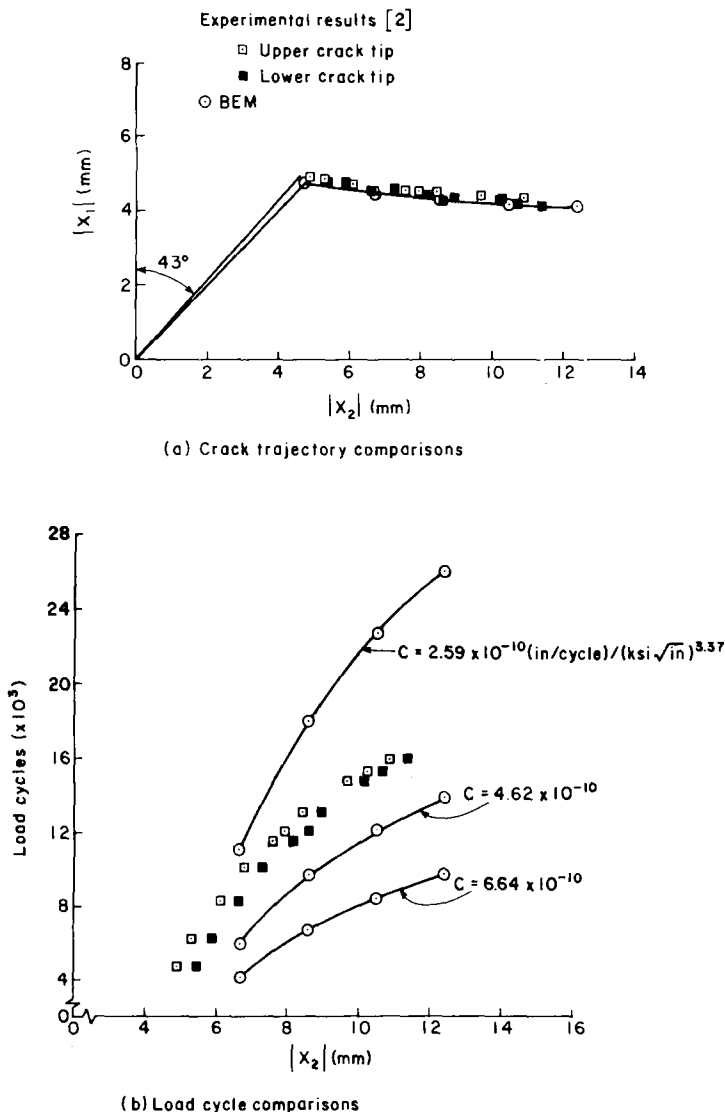 Experimental results [2]
Upper crack tip
Lower crack tip
BEM
8
6
4
2
0
|X₁| (mm)
43°
0 2 4 6 8 10 12 14
|X₂| (mm)
(a) Crack trajectory comparisons
28
24
20
16
12
8
4
0
Load cycles (x10³)
C = 2.59 x 10⁻¹⁰(in/cycle)/(ksi √in)³·³⁷
C = 4.62 x 10⁻¹⁰
C = 6.64 x 10⁻¹⁰
0 4 6 8 10 12 14 16
|X₂| (mm)
(b) Load cycle comparisons